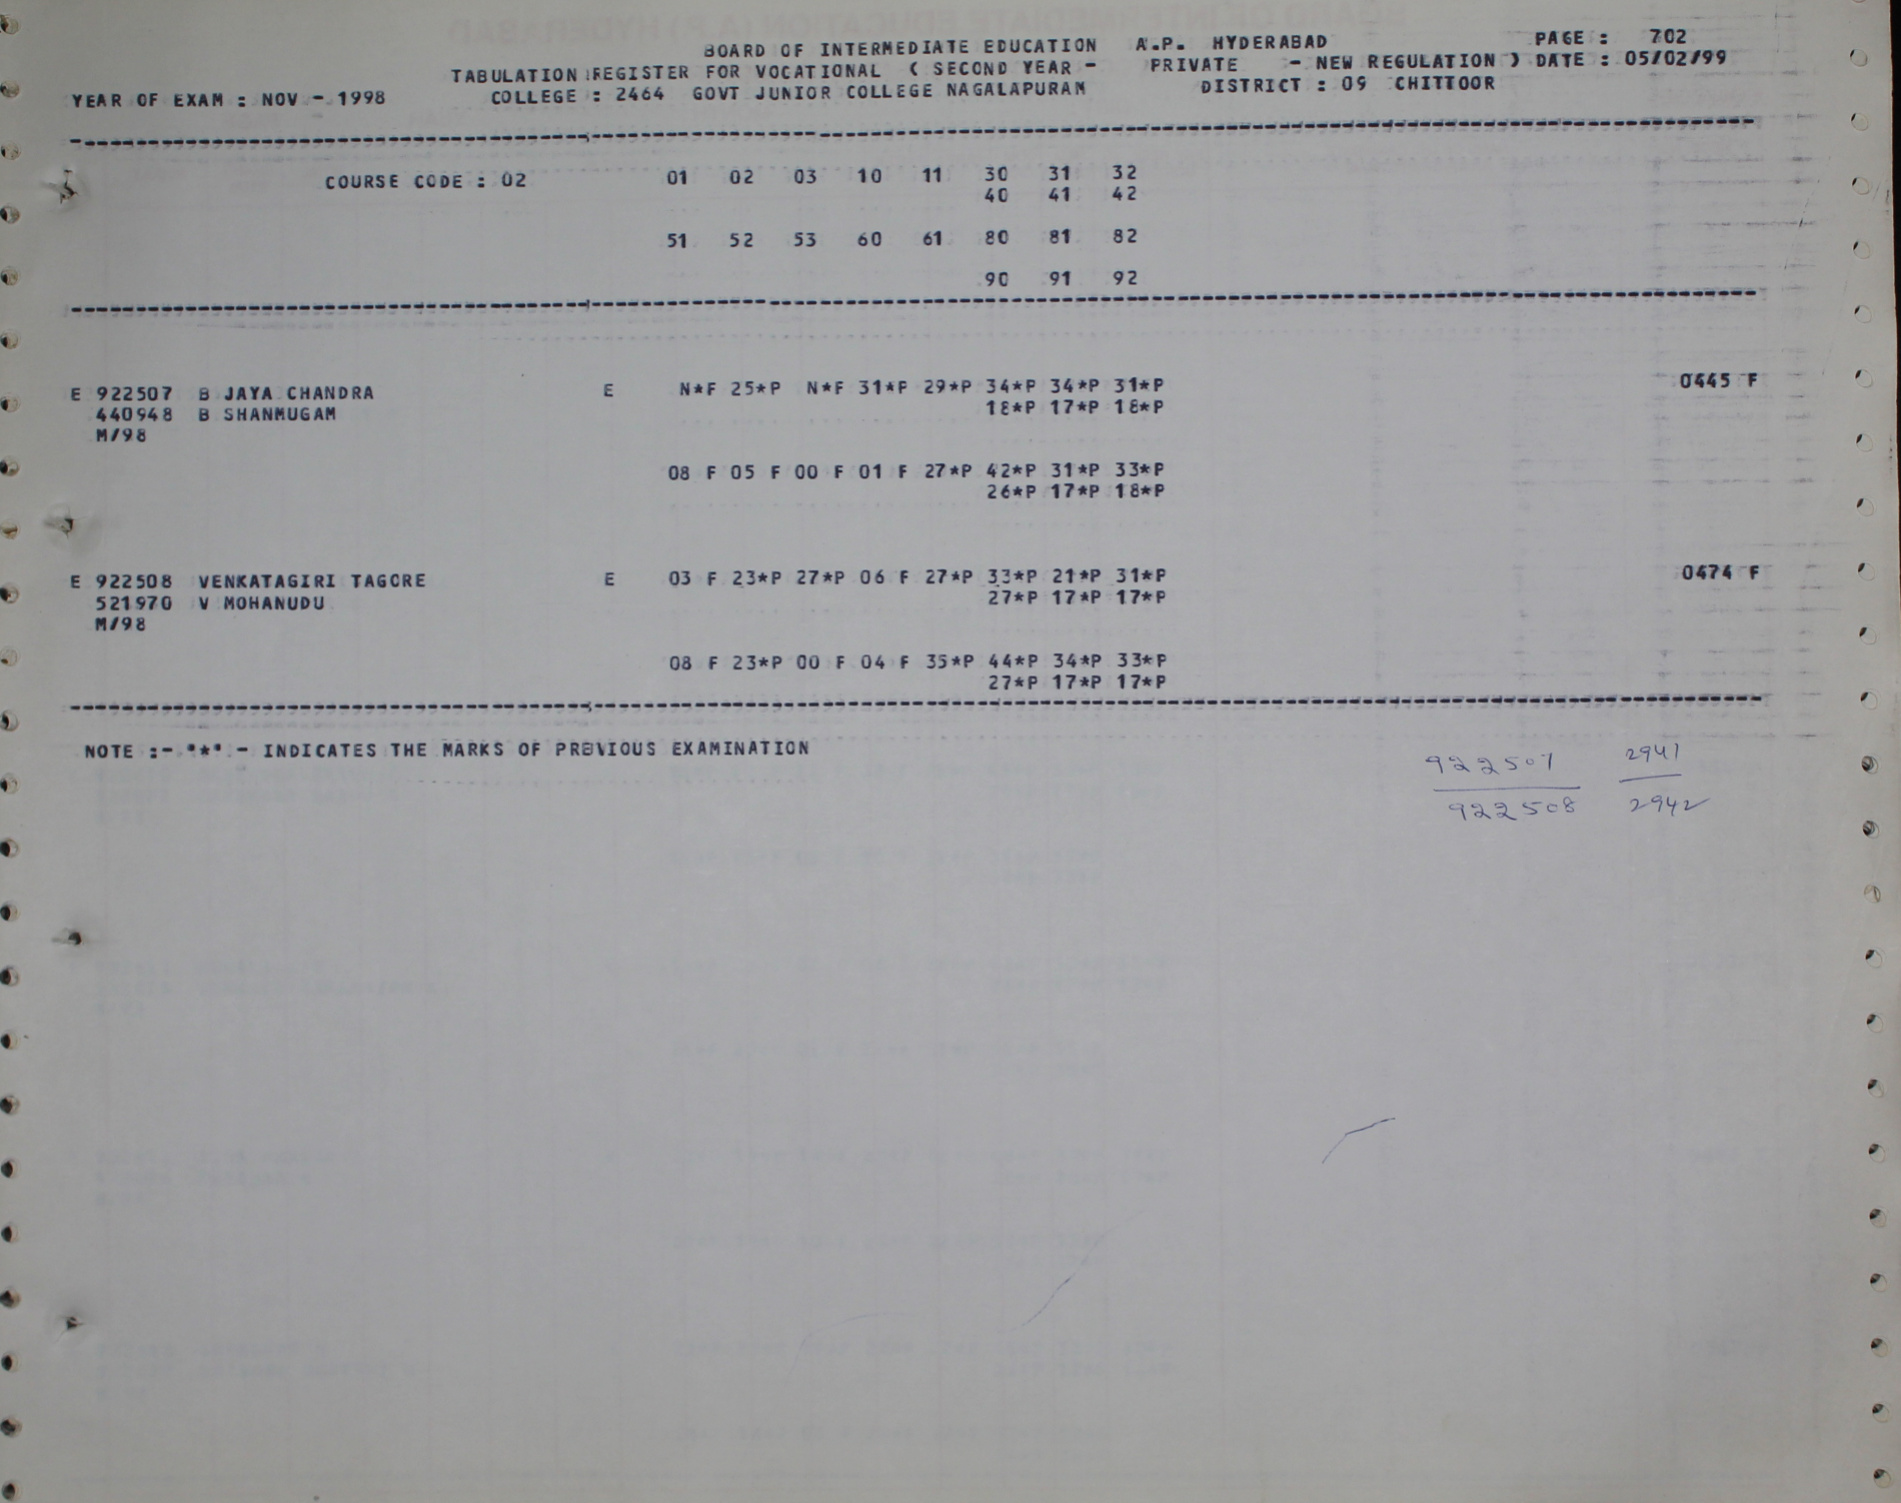 BOARD OF INTERMEDIATE EDUCATION A.P. HYDERABAD PAGE : 702
TABULATION REGISTER FOR VOCATIONAL ( SECOND YEAR - PRIVATE - NEW REGULATION ) DATE : 05/02/99
YEAR OF EXAM : NOV - 1998 COLLEGE : 2464 GOVT JUNIOR COLLEGE NAGALAPURAM DISTRICT : 09 CHITTOOR
COURSE CODE : 02 01 02 03 10 11 30 31 32
40 41 42
51 52 53 60 61 80 81 82
90 91 92
E 922507 B JAYA CHANDRA E N*F 25*P N*F 31*P 29*P 34*P 34*P 31*P 0445 F
440948 B SHANMUGAM 18*P 17*P 18*P
M/98
08 F 05 F 00 F 01 F 27*P 42*P 31*P 33*P
26*P 17*P 18*P
E 922508 VENKATAGIRI TAGORE E 03 F 23*P 27*P 06 F 27*P 33*P 21*P 31*P 0474 F
521970 V MOHANUDU 27*P 17*P 17*P
M/98
08 F 23*P 00 F 04 F 35*P 44*P 34*P 33*P
27*P 17*P 17*P
NOTE :- "*" - INDICATES THE MARKS OF PREVIOUS EXAMINATION
922507 2941
922508 2942